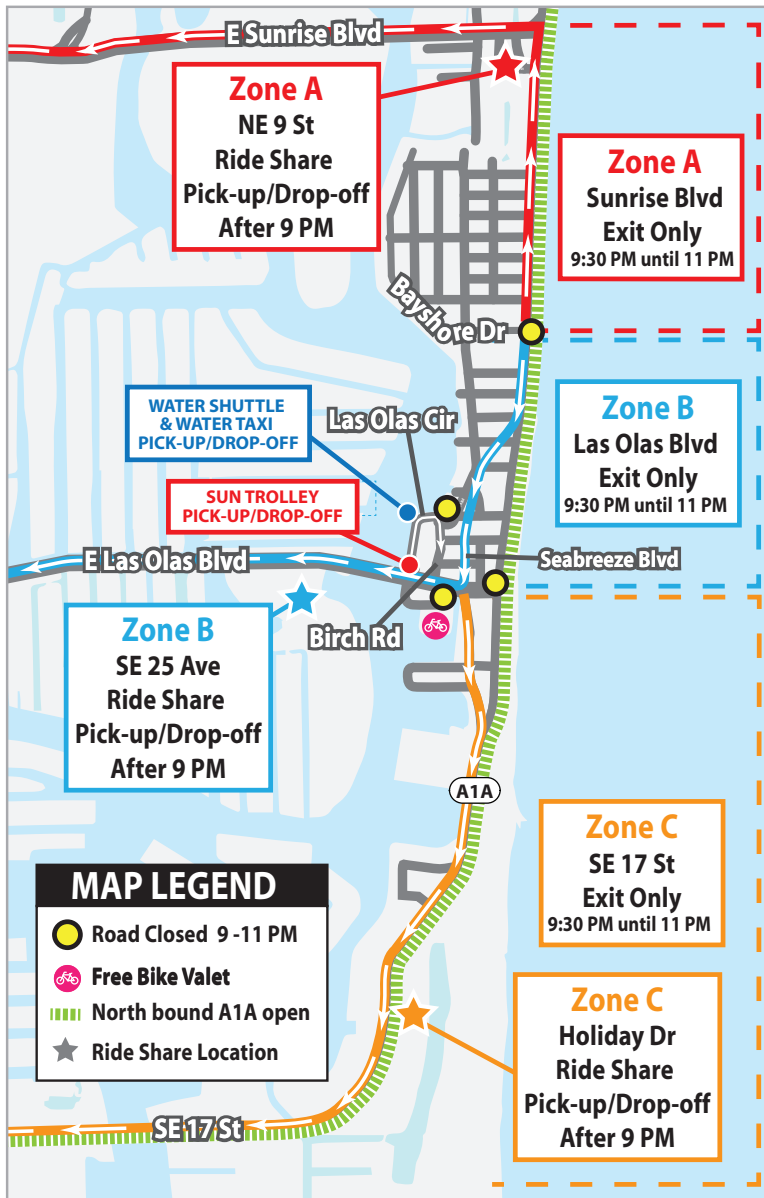 E Sunrise Blvd
Zone A
NE 9 St
Ride Share
Pick-up/Drop-off
After 9 PM
Zone A
Sunrise Blvd
Exit Only
9:30 PM until 11 PM
Bayshore Dr
WATER SHUTTLE
& WATER TAXI
PICK-UP/DROP-OFF
Las Olas Cir
Zone B
Las Olas Blvd
Exit Only
9:30 PM until 11 PM
SUN TROLLEY
PICK-UP/DROP-OFF
E Las Olas Blvd
Seabreeze Blvd
Birch Rd
Zone B
SE 25 Ave
Ride Share
Pick-up/Drop-off
After 9 PM
A1A
Zone C
SE 17 St
Exit Only
9:30 PM until 11 PM
MAP LEGEND
Road Closed 9 -11 PM
Free Bike Valet
North bound A1A open
Ride Share Location
Zone C
Holiday Dr
Ride Share
Pick-up/Drop-off
After 9 PM
SE 17 St